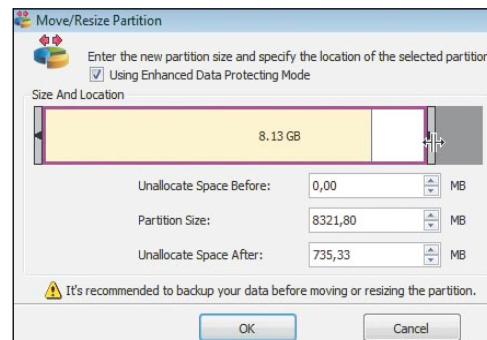 Move/Resize Partition
Enter the new partition size and specify the location of the selected partition
Using Enhanced Data Protecting Mode
Size And Location
8.13 GB
Unallocate Space Before: 0,00 MB
Partition Size: 8321,80 MB
Unallocate Space After: 735,33 MB
It's recommended to backup your data before moving or resizing the partition.
OK Cancel